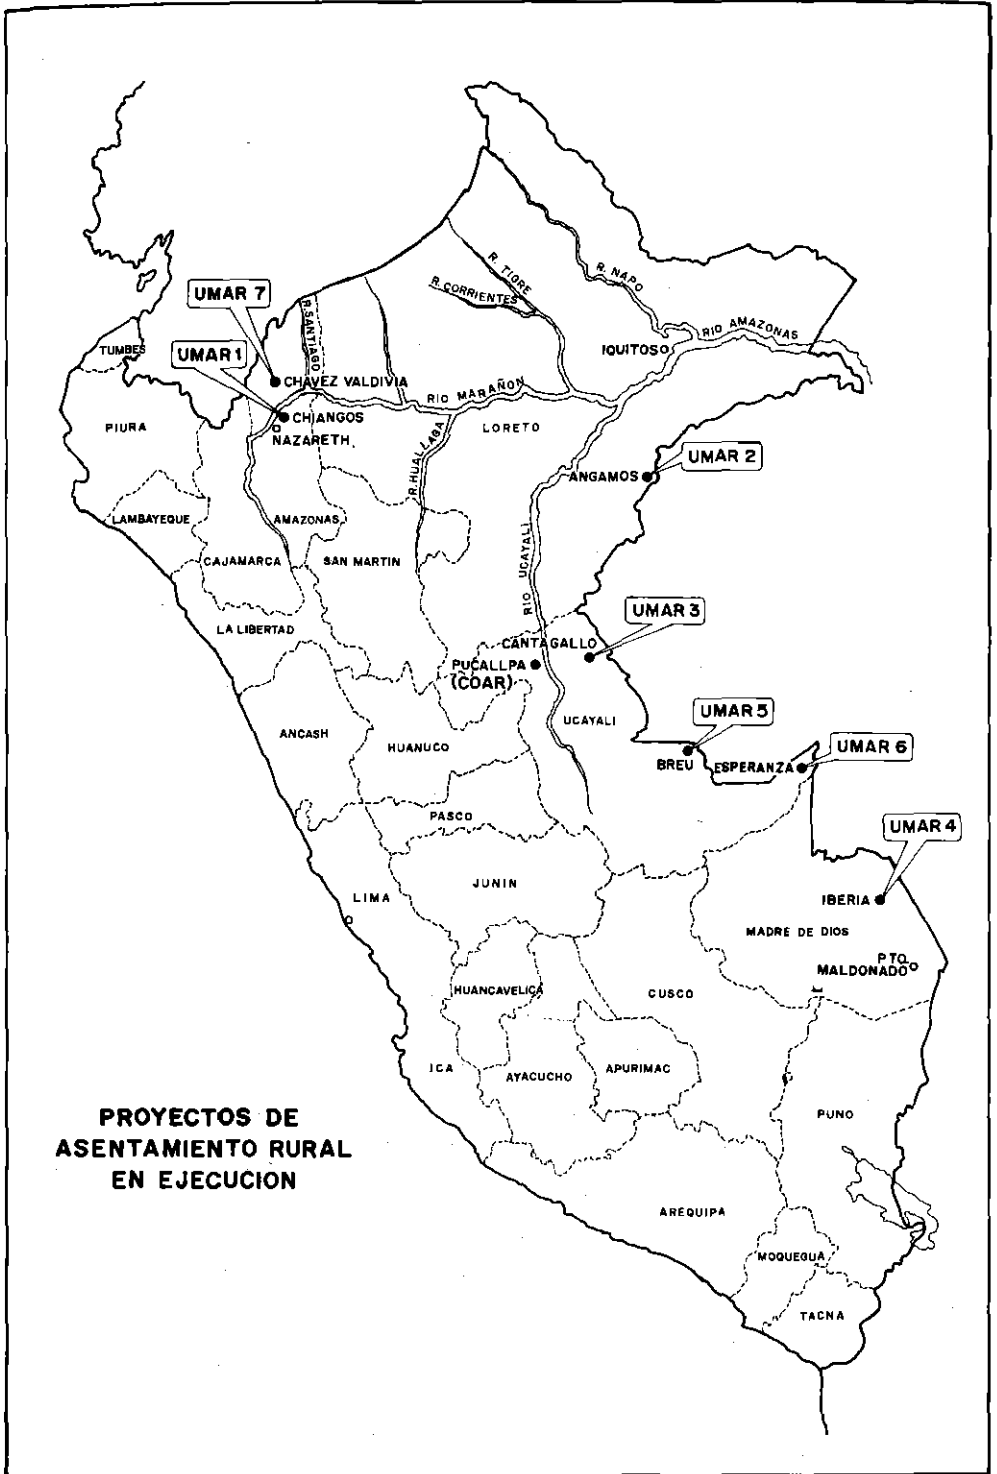 R. NAPO
R. TIGRE
R. CORRIENTES
UMAR 7
R. SANTIAGO
RIO AMAZONAS
TUMBES
UMAR 1
IQUITOS
CHAVEZ VALDIVIA
RIO MARAÑON
PIURA
CHIANGOS
NAZARETH
LORETO
R. HUALLAGA
UMAR 2
ANGAMOS
LAMBAYEQUE
AMAZONAS
CAJAMARCA
SAN MARTIN
RIO UCAYALI
UMAR 3
LA LIBERTAD
CANTAGALLO
PUCALLPA
(COAR)
UMAR 5
UCAYALI
ANCASH
HUANUCO
UMAR 6
BREU
ESPERANZA
PASCO
UMAR 4
JUNIN
LIMA
IBERIA
MADRE DE DIOS
PTO.
MALDONADO
HUANCAVELICA
CUSCO
ICA
AYACUCHO
APURIMAC
PUNO
PROYECTOS DE
ASENTAMIENTO RURAL
EN EJECUCION
AREQUIPA
MOQUEGUA
TACNA